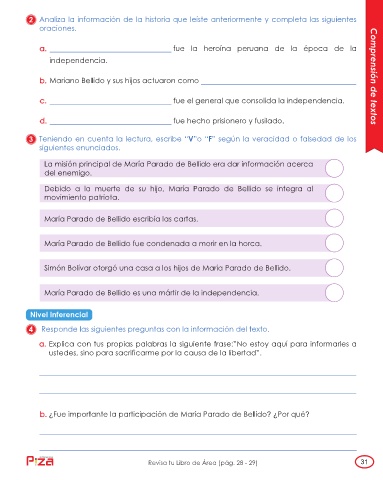 2 Analiza la información de la historia que leíste anteriormente y completa las siguientes
oraciones.
a. ______ fue la heroína peruana de la época de la
independencia.
b. Mariano Bellido y sus hijos actuaron como ______
c. ______ fue el general que consolida la independencia.
d. ______ fue hecho prisionero y fusilado.
Comprensión de textos
3 Teniendo en cuenta la lectura, escribe "V"o "F" según la veracidad o falsedad de los
siguientes enunciados.
La misión principal de María Parado de Bellido era dar información acerca
del enemigo.
Debido a la muerte de su hijo, María Parado de Bellido se integra al
movimiento patriota.
María Parado de Bellido escribía las cartas.
María Parado de Bellido fue condenada a morir en la horca.
Simón Bolívar otorgó una casa a los hijos de María Parado de Bellido.
María Parado de Bellido es una mártir de la independencia.
Nivel Inferencial
4 Responde las siguientes preguntas con la información del texto.
a. Explica con tus propias palabras la siguiente frase:"No estoy aquí para informarles a
ustedes, sino para sacrificarme por la causa de la libertad".
b. ¿Fue importante la participación de María Parado de Bellido? ¿Por qué?
Piza
Revisa tu Libro de Área (pág. 28 - 29)
31